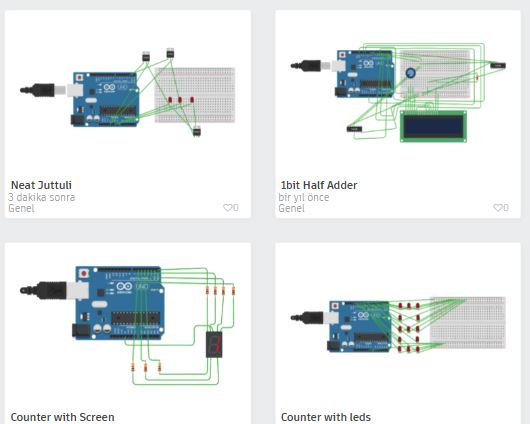 Neat Juttuli
3 dakika sonra
Genel
0
1bit Half Adder
bir yıl önce
Genel
0
Counter with Screen
Counter with leds